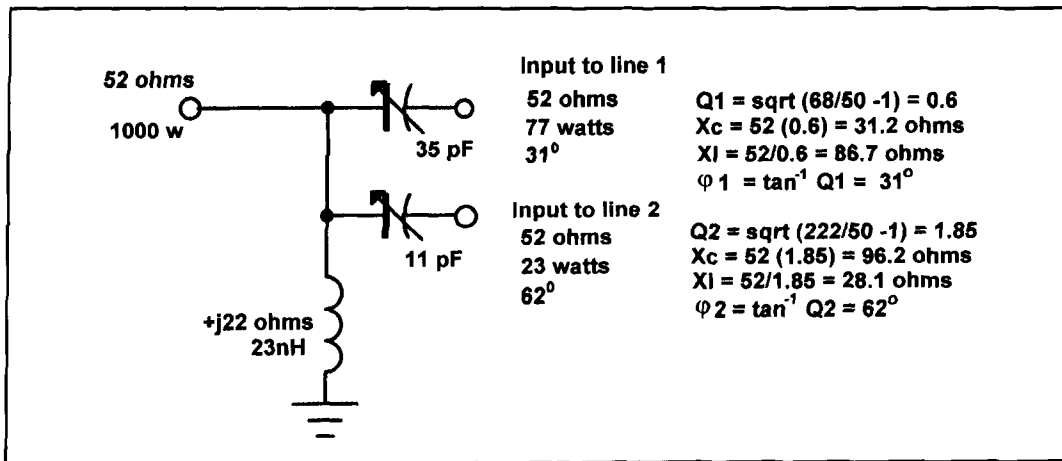 52 ohms
1000 w
35 pF
11 pF
+j22 ohms
23nH
Input to line 1
52 ohms
77 watts
31⁰
Input to line 2
52 ohms
23 watts
62⁰
Q1 = sqrt (68/50 -1) = 0.6
Xc = 52 (0.6) = 31.2 ohms
Xl = 52/0.6 = 86.7 ohms
φ1 = tan⁻¹ Q1 = 31°
Q2 = sqrt (222/50 -1) = 1.85
Xc = 52 (1.85) = 96.2 ohms
Xl = 52/1.85 = 28.1 ohms
φ2 = tan⁻¹ Q2 = 62°